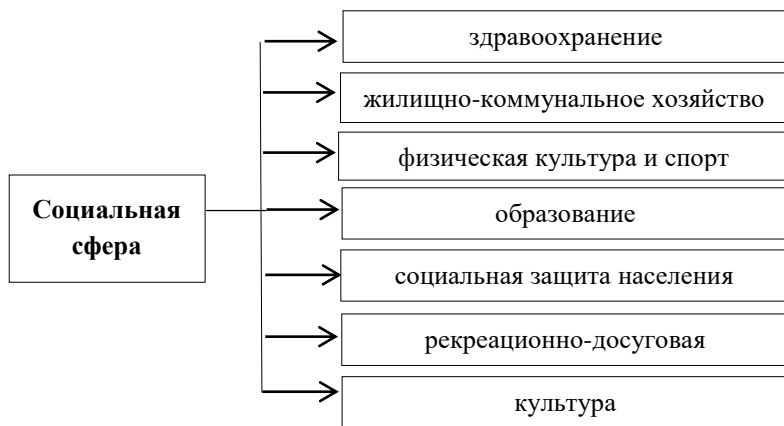 здравоохранение
жилищно-коммунальное хозяйство
физическая культура и спорт
Социальная
сфера
образование
социальная защита населения
рекреационно-досуговая
культура